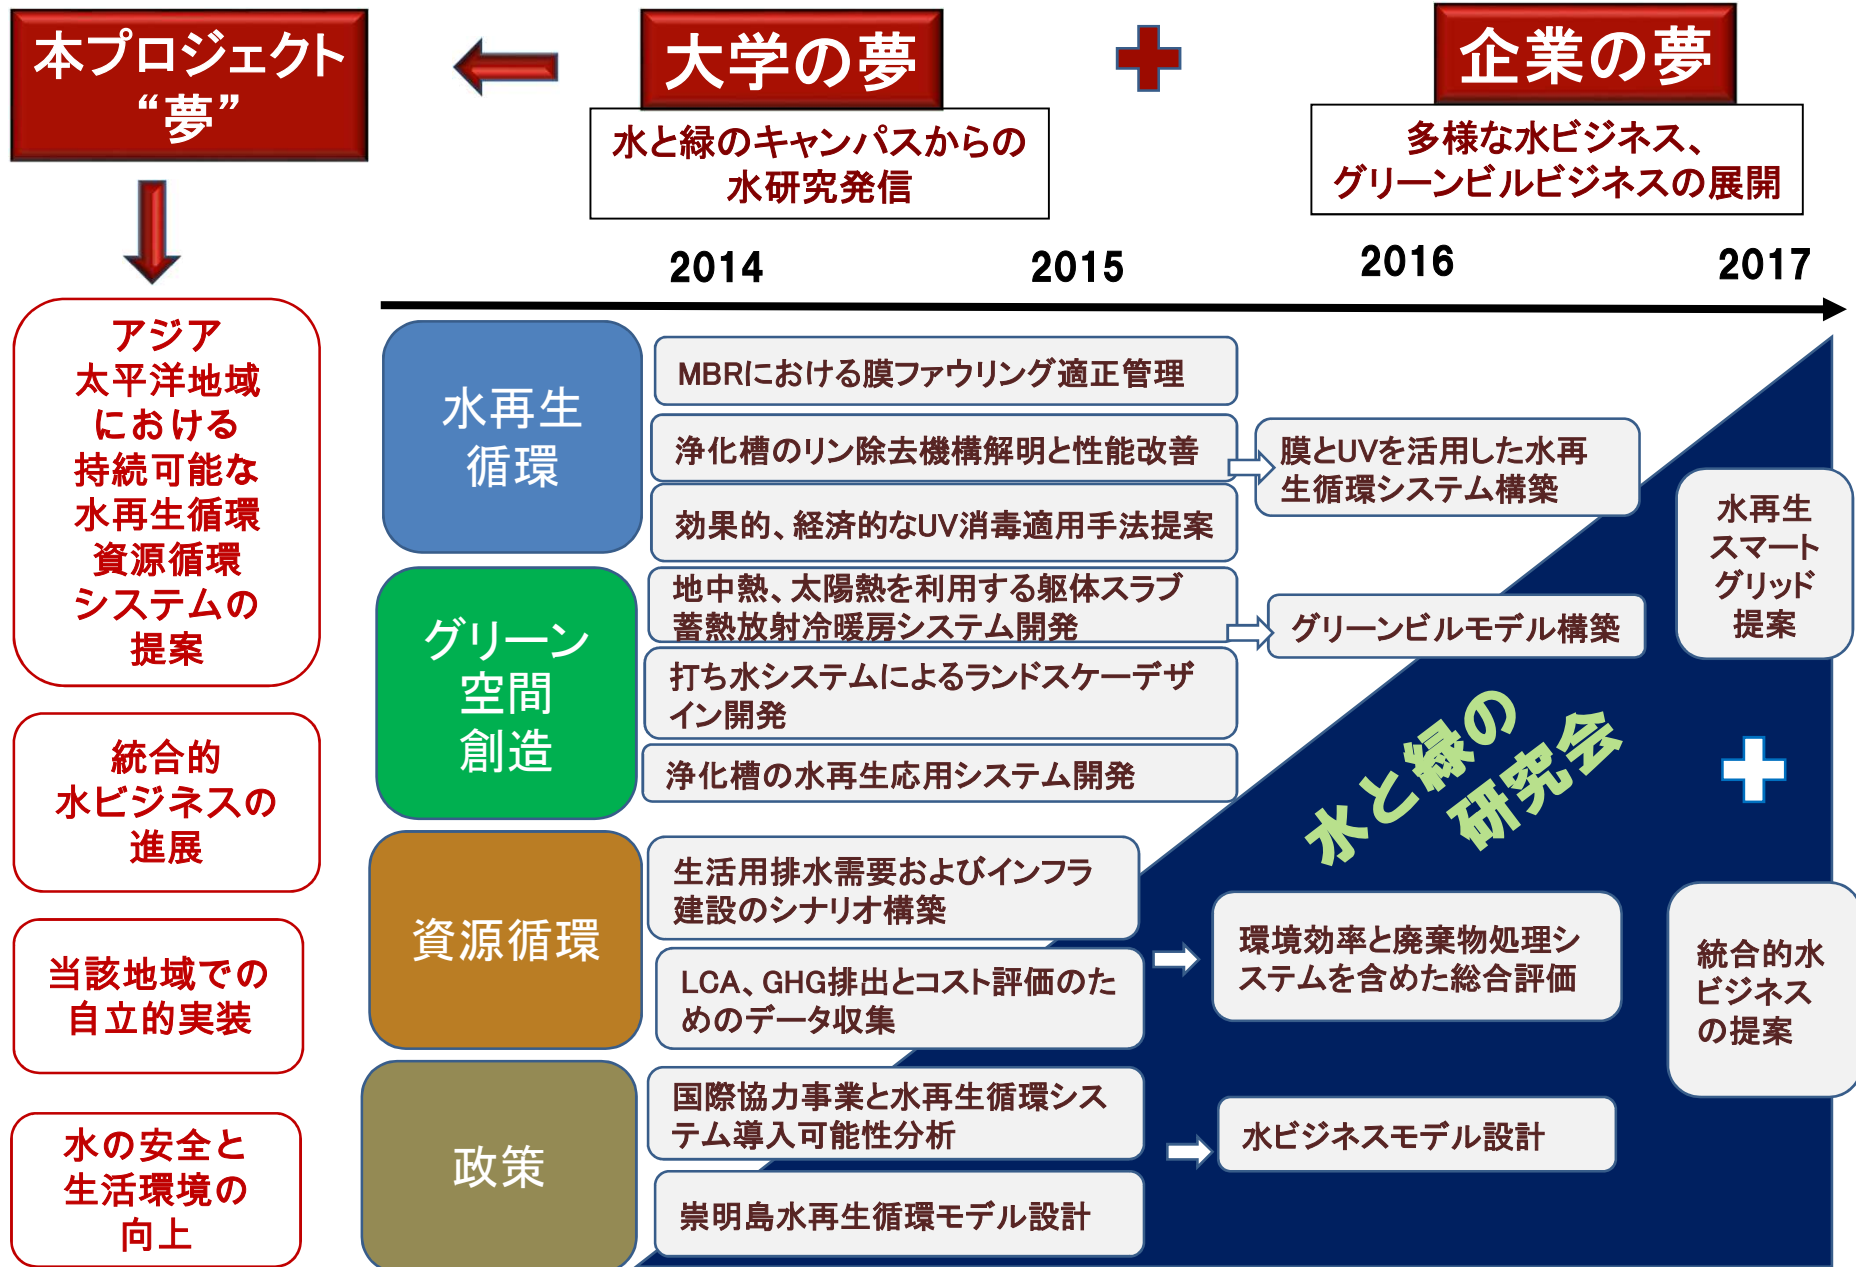 本プロジェクト
“夢”
大学の夢
企業の夢
水と緑のキャンパスからの
水研究発信
多様な水ビジネス、
グリーンビルビジネスの展開
2014
2015
2016
2017
アジア
太平洋地域
における
持続可能な
水再生循環
資源循環
システムの
提案
統合的
水ビジネスの
進展
当該地域での
自立的実装
水の安全と
生活環境の
向上
水再生
循環
MBRにおける膜ファウリング適正管理
浄化槽のリン除去機構解明と性能改善
効果的、経済的なUV消毒適用手法提案
膜とUVを活用した水再
生循環システム構築
グリーン
空間
創造
地中熱、太陽熱を利用する躯体スラブ
蓄熱放射冷暖房システム開発
打ち水システムによるランドスケーデザ
イン開発
浄化槽の水再生応用システム開発
グリーンビルモデル構築
水再生
スマート
グリッド
提案
水と緑の
研究会
資源循環
生活用排水需要およびインフラ
建設のシナリオ構築
LCA、GHG排出とコスト評価のた
めのデータ収集
環境効率と廃棄物処理シ
ステムを含めた総合評価
統合的水
ビジネス
の提案
政策
国際協力事業と水再生循環シス
テム導入可能性分析
崇明島水再生循環モデル設計
水ビジネスモデル設計